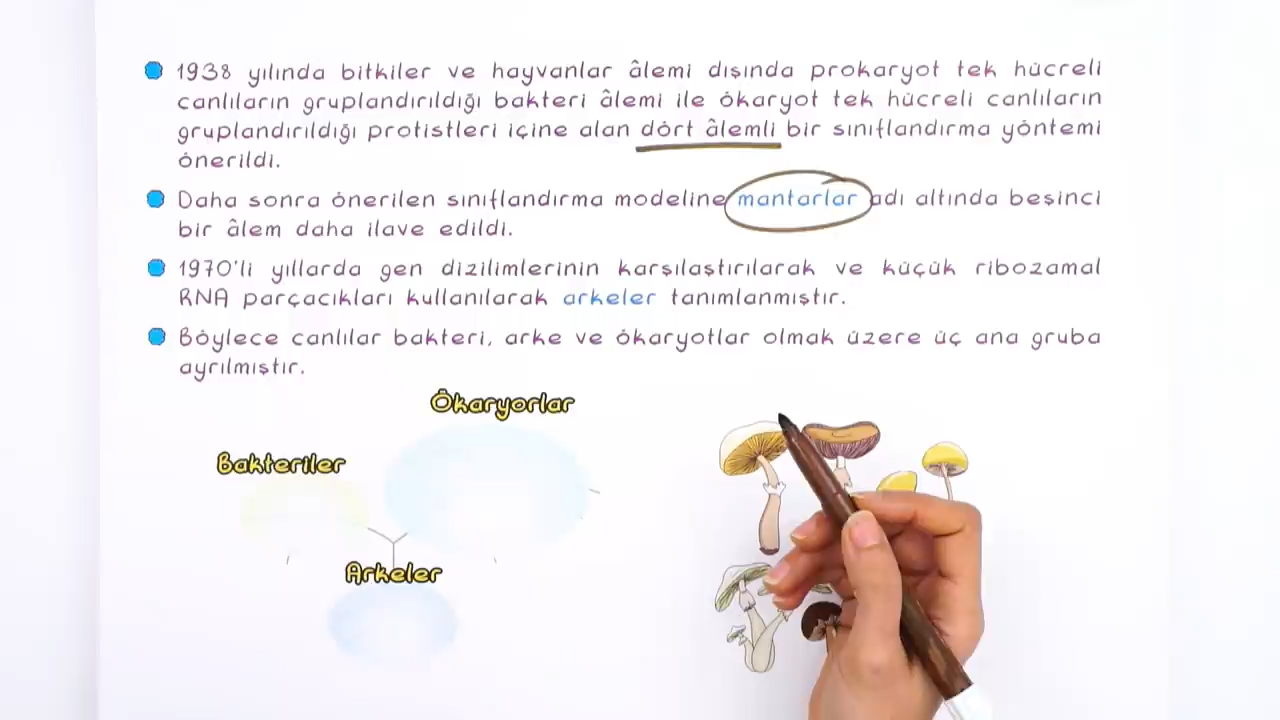 1938 yılında bitkiler ve hayvanlar âlemi dışında prokaryot tek hücreli
canlıların gruplandırıldığı bakteri âlemi ile ökaryot tek hücreli canlıların
gruplandırıldığı protistleri içine alan dört âlemli bir sınıflandırma yöntemi
önerildi.
Daha sonra önerilen sınıflandırma modeline mantarlar adı altında beşinci
bir âlem daha ilave edildi.
1970'li yıllarda gen dizilimlerinin karşılaştırılarak ve küçük ribozamal
RNA parçacıkları kullanılarak arkeler tanımlanmıştır.
Böylece canlılar bakteri, arke ve ökaryotlar olmak üzere üç ana gruba
ayrılmıştır.
Ökaryorlar
Bakteriler
Arkeler